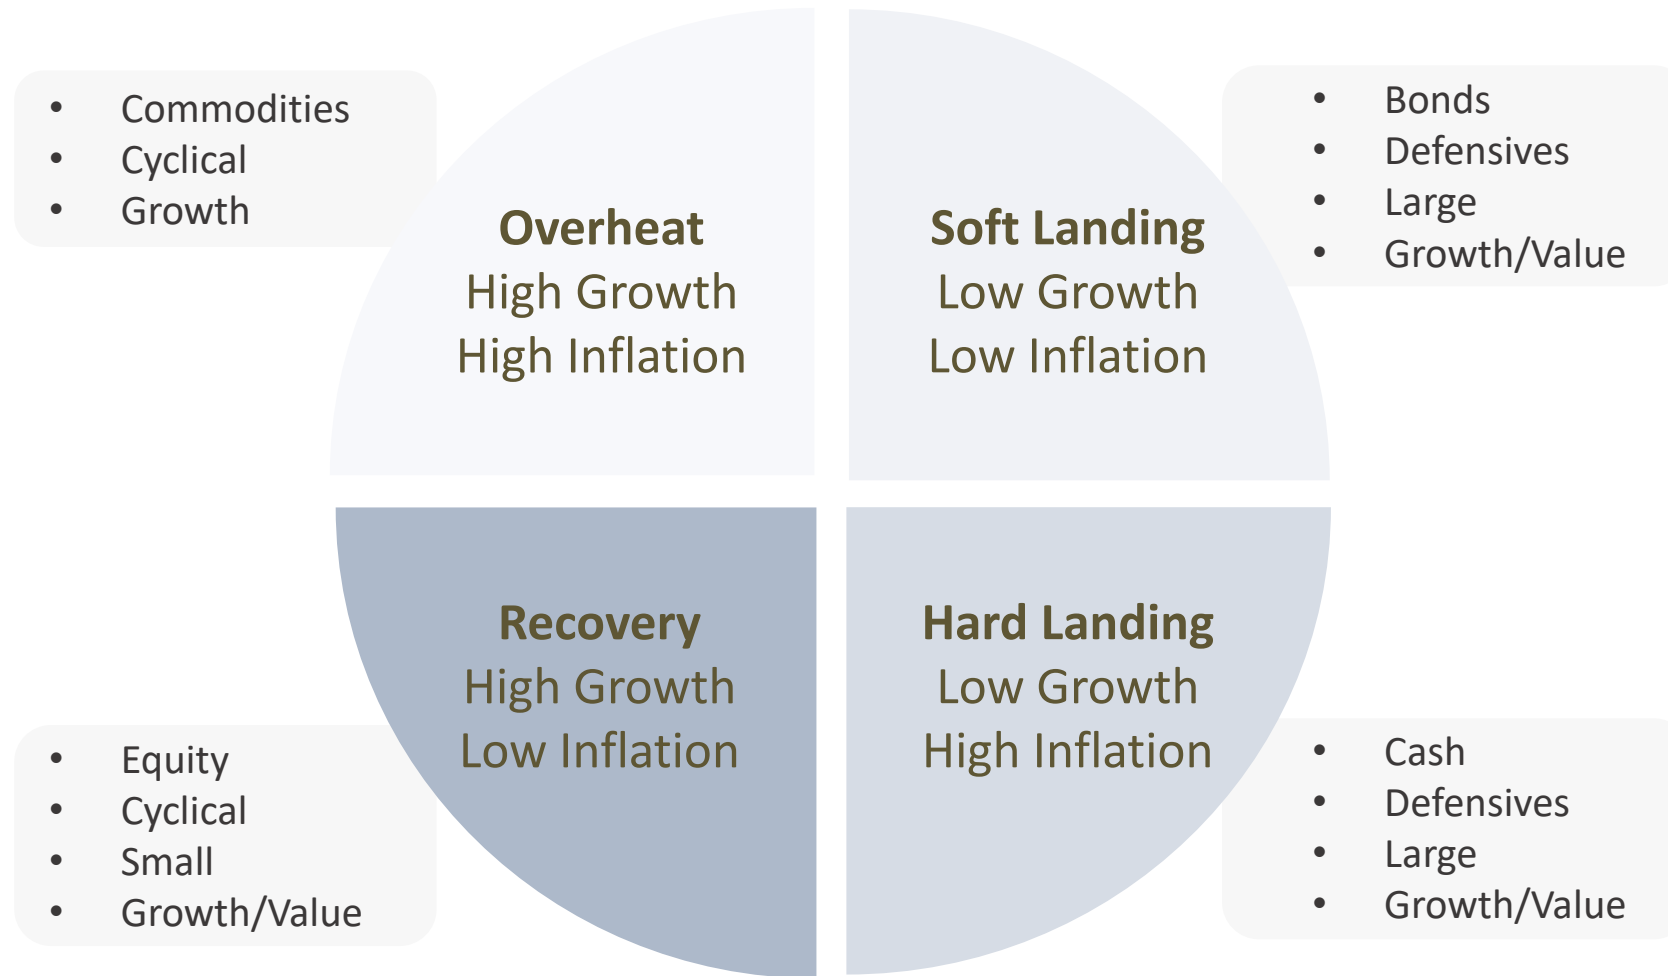 • Commodities
• Cyclical
• Growth
Overheat
High Growth
High Inflation
Soft Landing
Low Growth
Low Inflation
• Bonds
• Defensives
• Large
• Growth/Value
• Equity
• Cyclical
• Small
• Growth/Value
Recovery
High Growth
Low Inflation
Hard Landing
Low Growth
High Inflation
• Cash
• Defensives
• Large
• Growth/Value